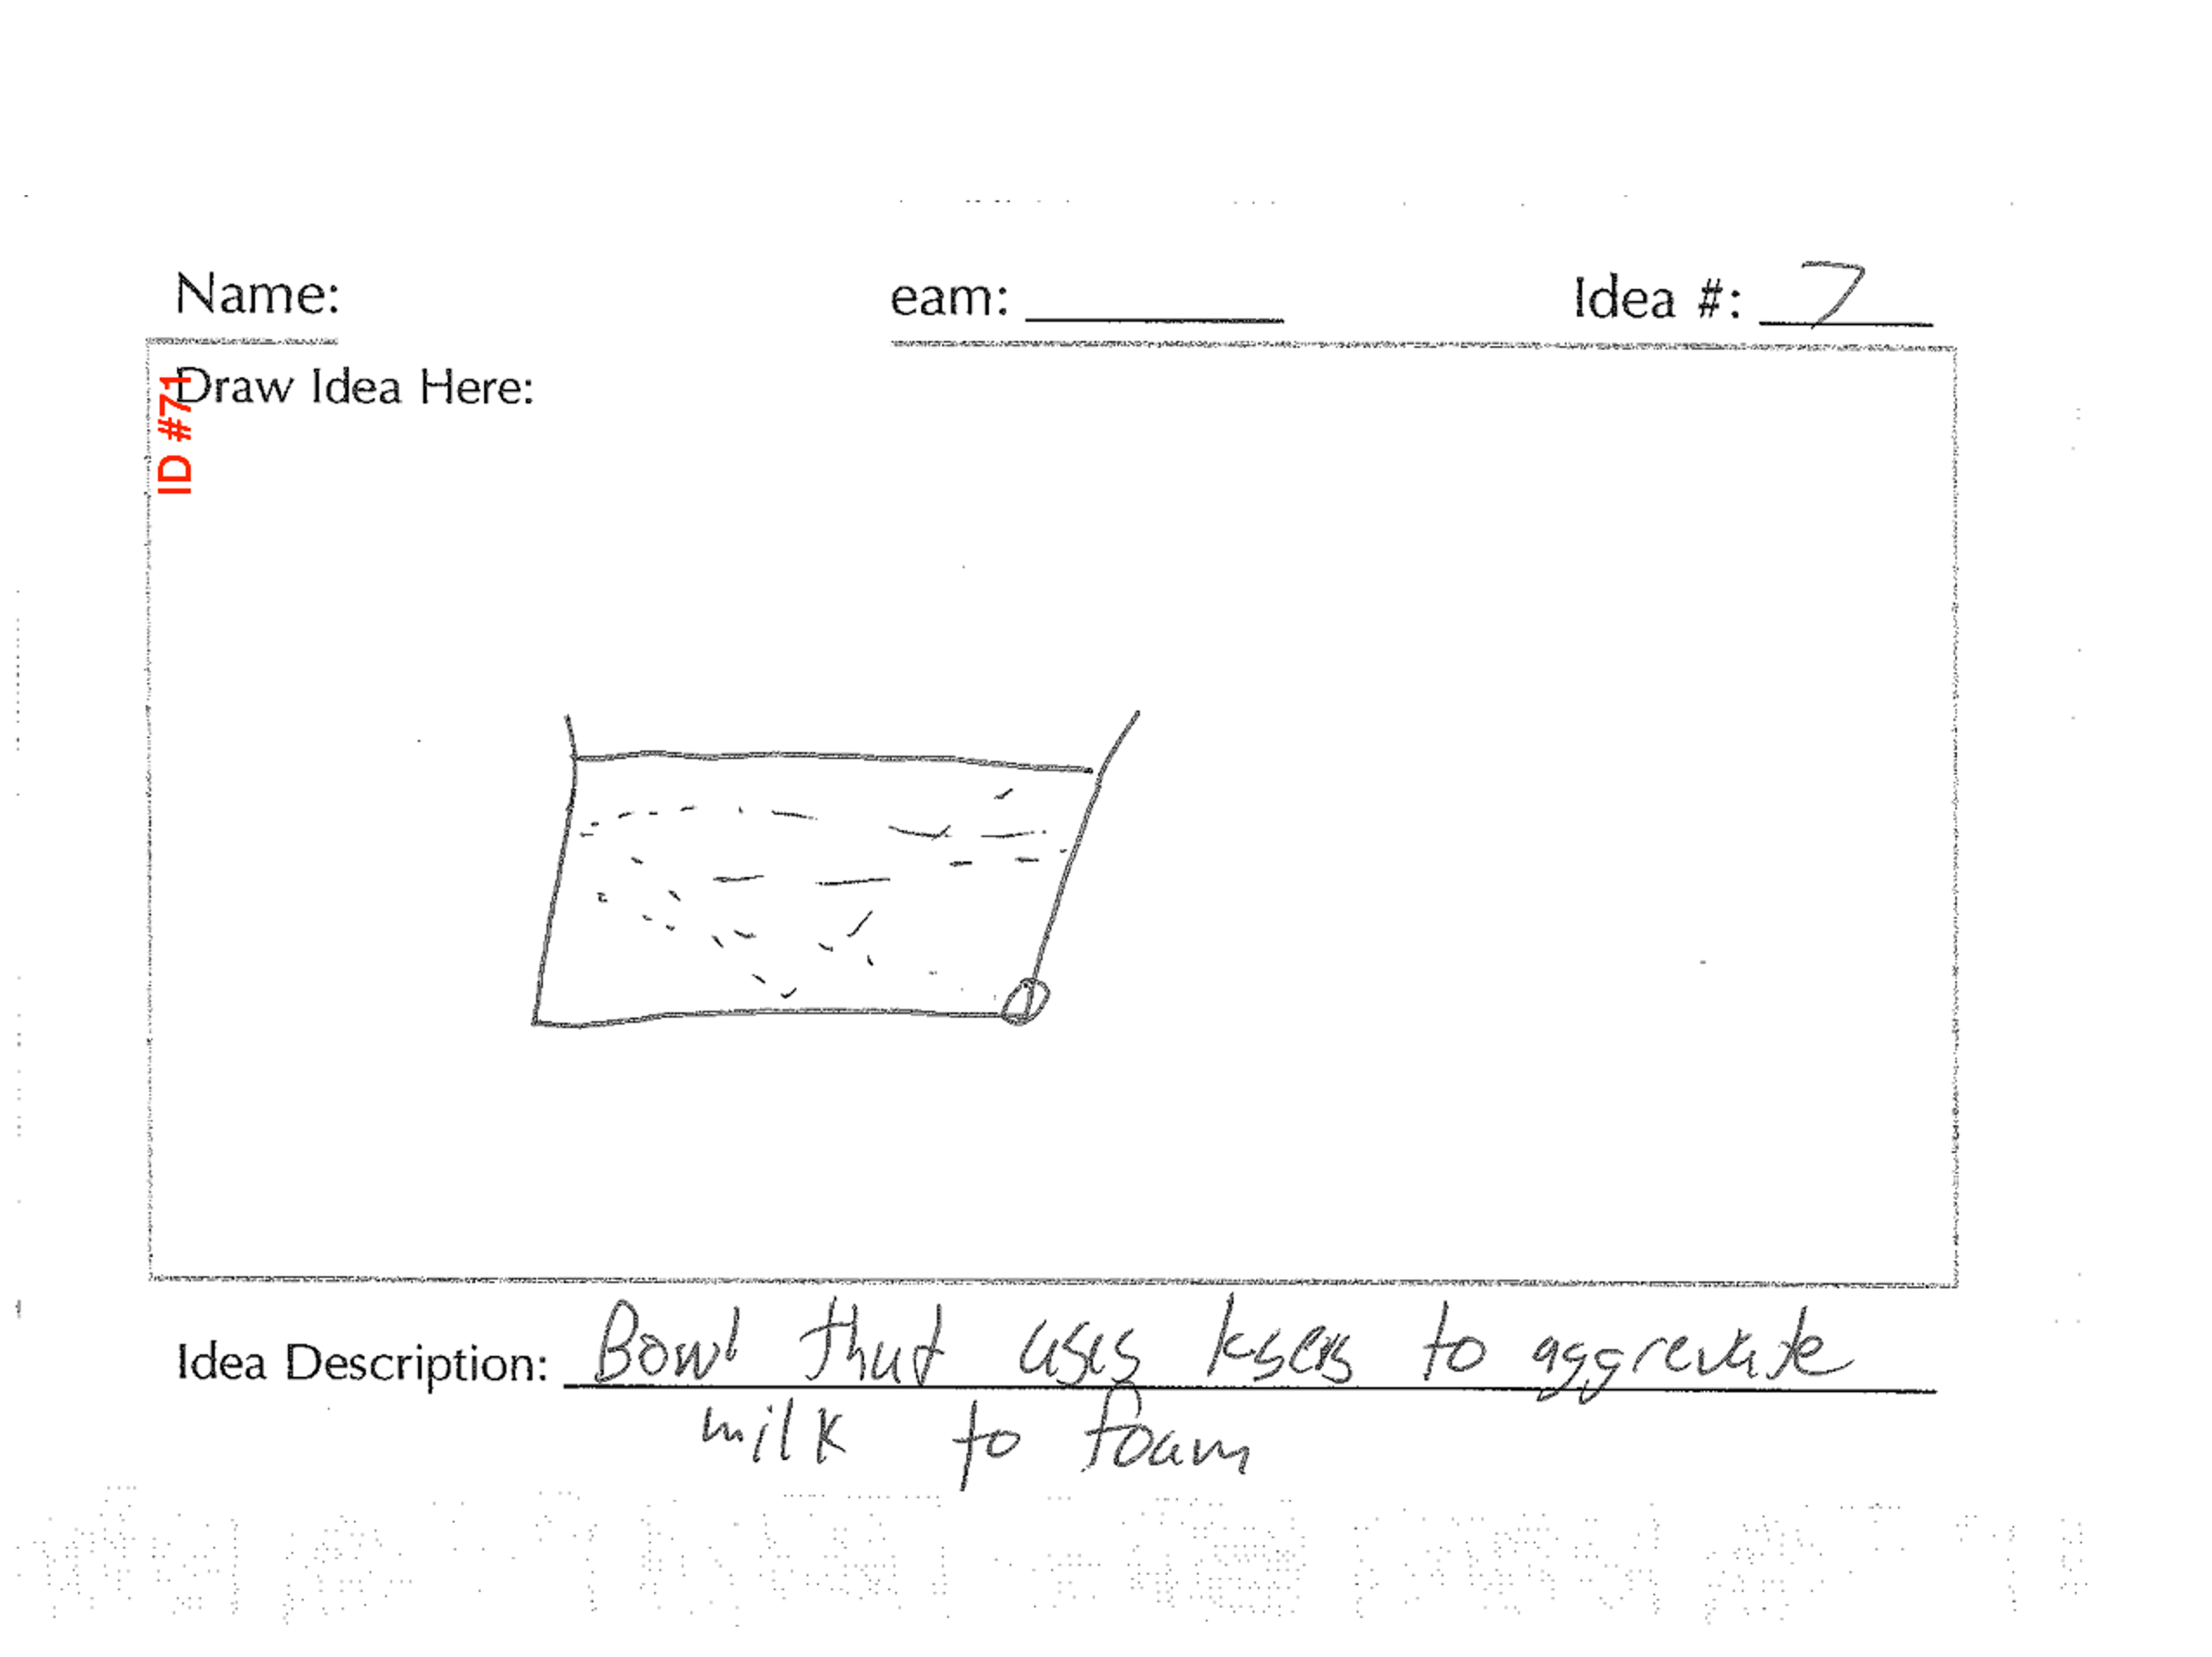 Name: eam: Idea #: 7
Draw Idea Here:
ID #71
Idea Description: Bowl that uses lasers to aggrevate
milk to foam